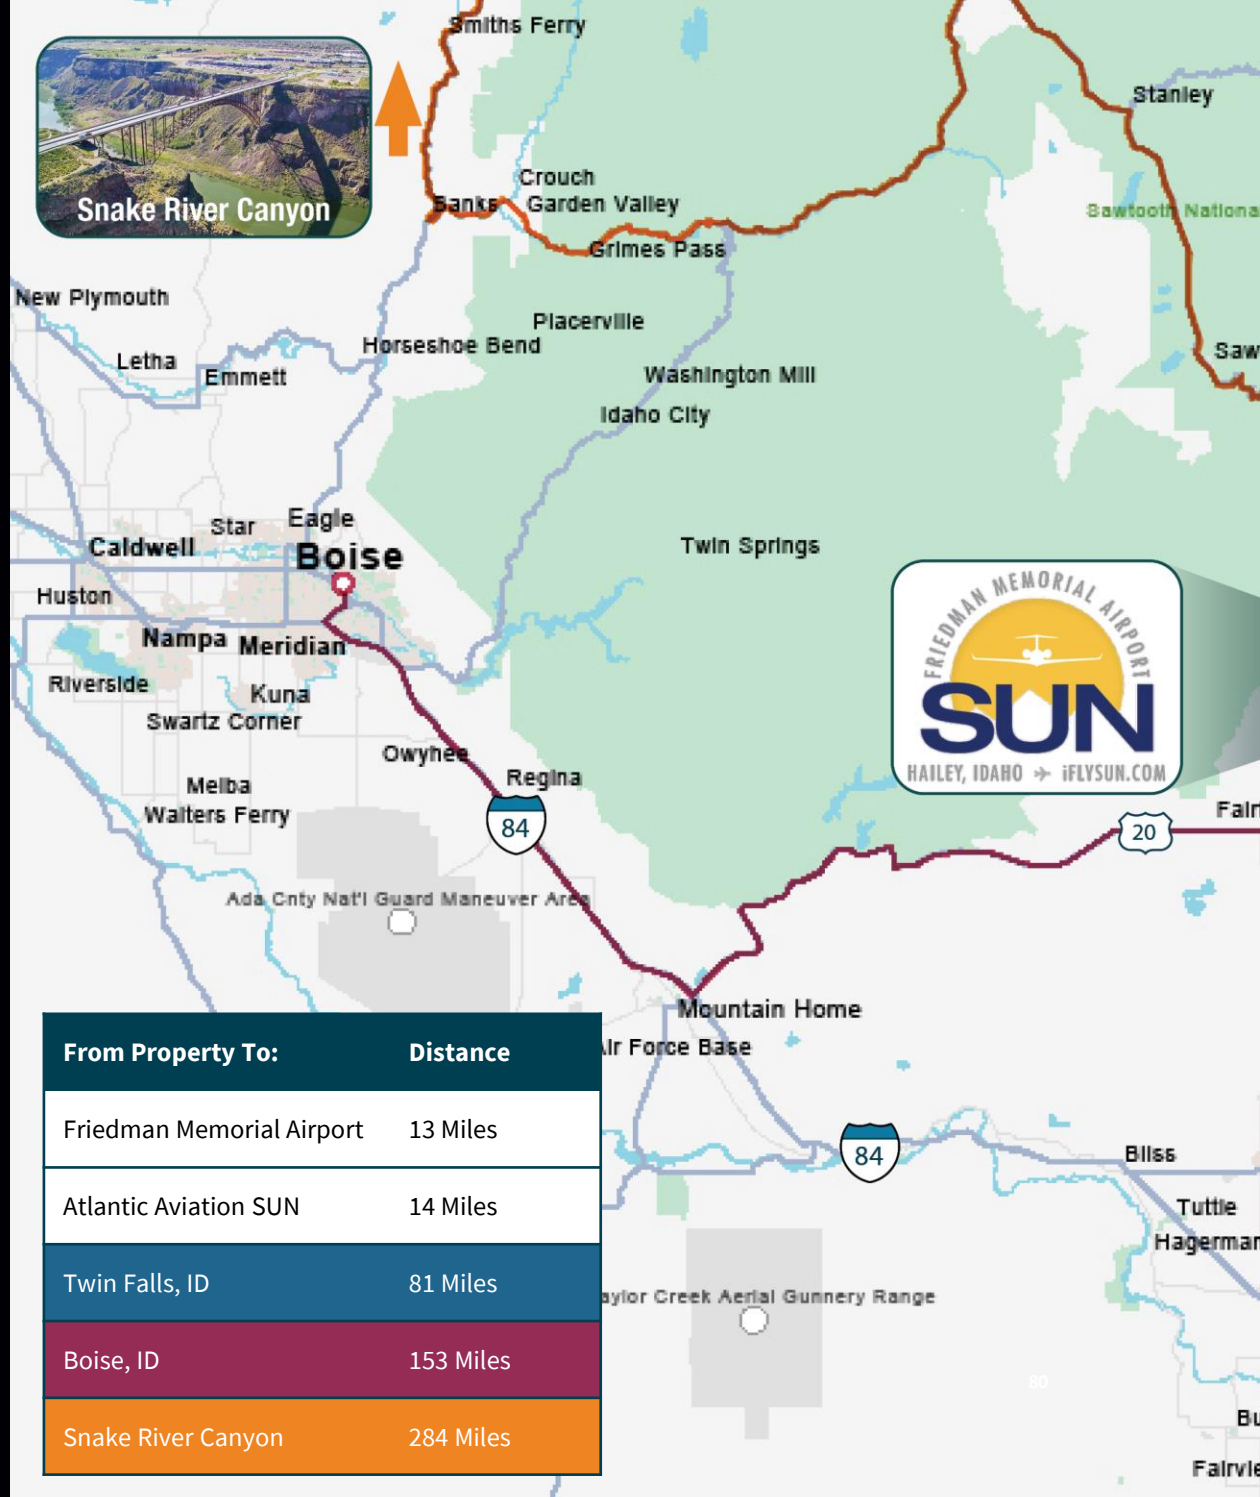 Smiths Ferry
Stanley
Snake River Canyon
Crouch
Banks
Garden Valley
Sawtooth Nationa
Grimes Pass
New Plymouth
Placerville
Horseshoe Bend
Letha
Emmett
Saw
Washington Mill
Idaho City
Star
Eagle
Caldwell
Boise
Twin Springs
Huston
FRIEDMAN MEMORIAL AIRPORT
SUN
HAILEY, IDAHO iFLYSUN.COM
Nampa
Meridian
Riverside
Kuna
Swartz Corner
Owyhee
Regina
Melba
Walters Ferry
84
20
Fair
Ada Cnty Nat'l Guard Maneuver Area
Mountain Home
Air Force Base
From Property To: Distance
Friedman Memorial Airport 13 Miles
Atlantic Aviation SUN 14 Miles
Twin Falls, ID 81 Miles
Boise, ID 153 Miles
Snake River Canyon 284 Miles
84
Bliss
Tuttle
Hagerman
aylor Creek Aerial Gunnery Range
80
Bu
Fairvie